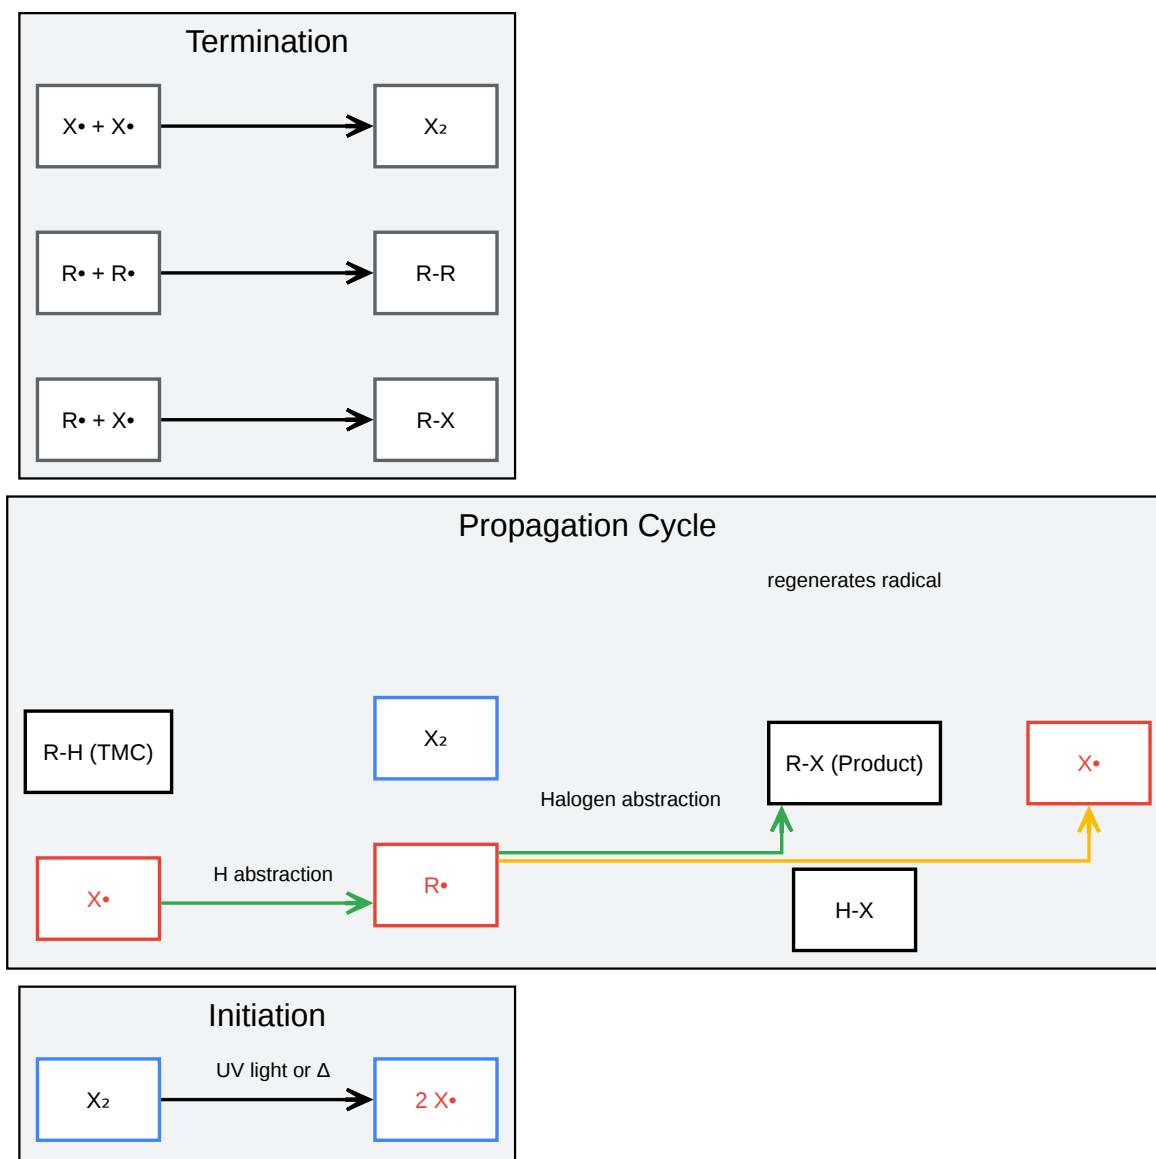 Termination
X• + X•
X₂
R• + R•
R-R
R• + X•
R-X
Propagation Cycle
regenerates radical
R-H (TMC)
X₂
R-X (Product)
X•
Halogen abstraction
X•
H abstraction
R•
H-X
Initiation
X₂
UV light or Δ
2 X•